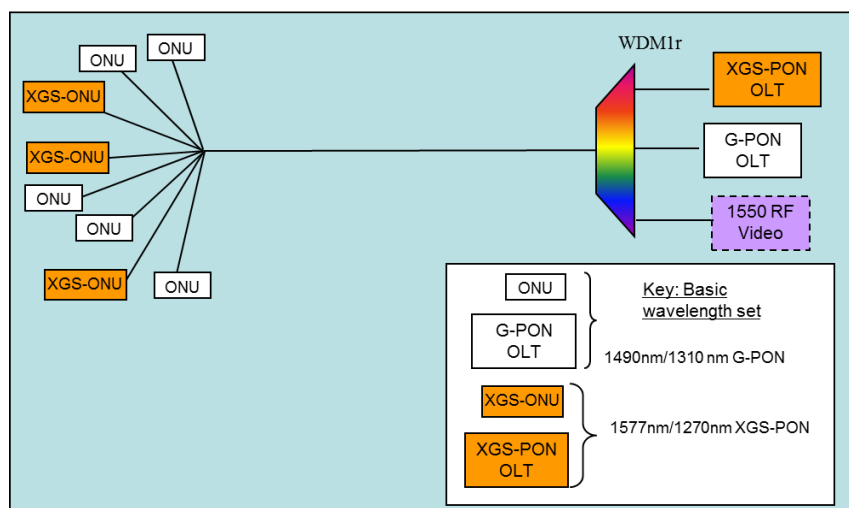 ONU
ONU
XGS-ONU
XGS-ONU
ONU
ONU
XGS-ONU
ONU
WDM1r
XGS-PON
OLT
G-PON
OLT
1550 RF
Video
Key: Basic
wavelength set
ONU
G-PON
OLT
1490nm/1310 nm G-PON
XGS-ONU
XGS-PON
OLT
1577nm/1270nm XGS-PON